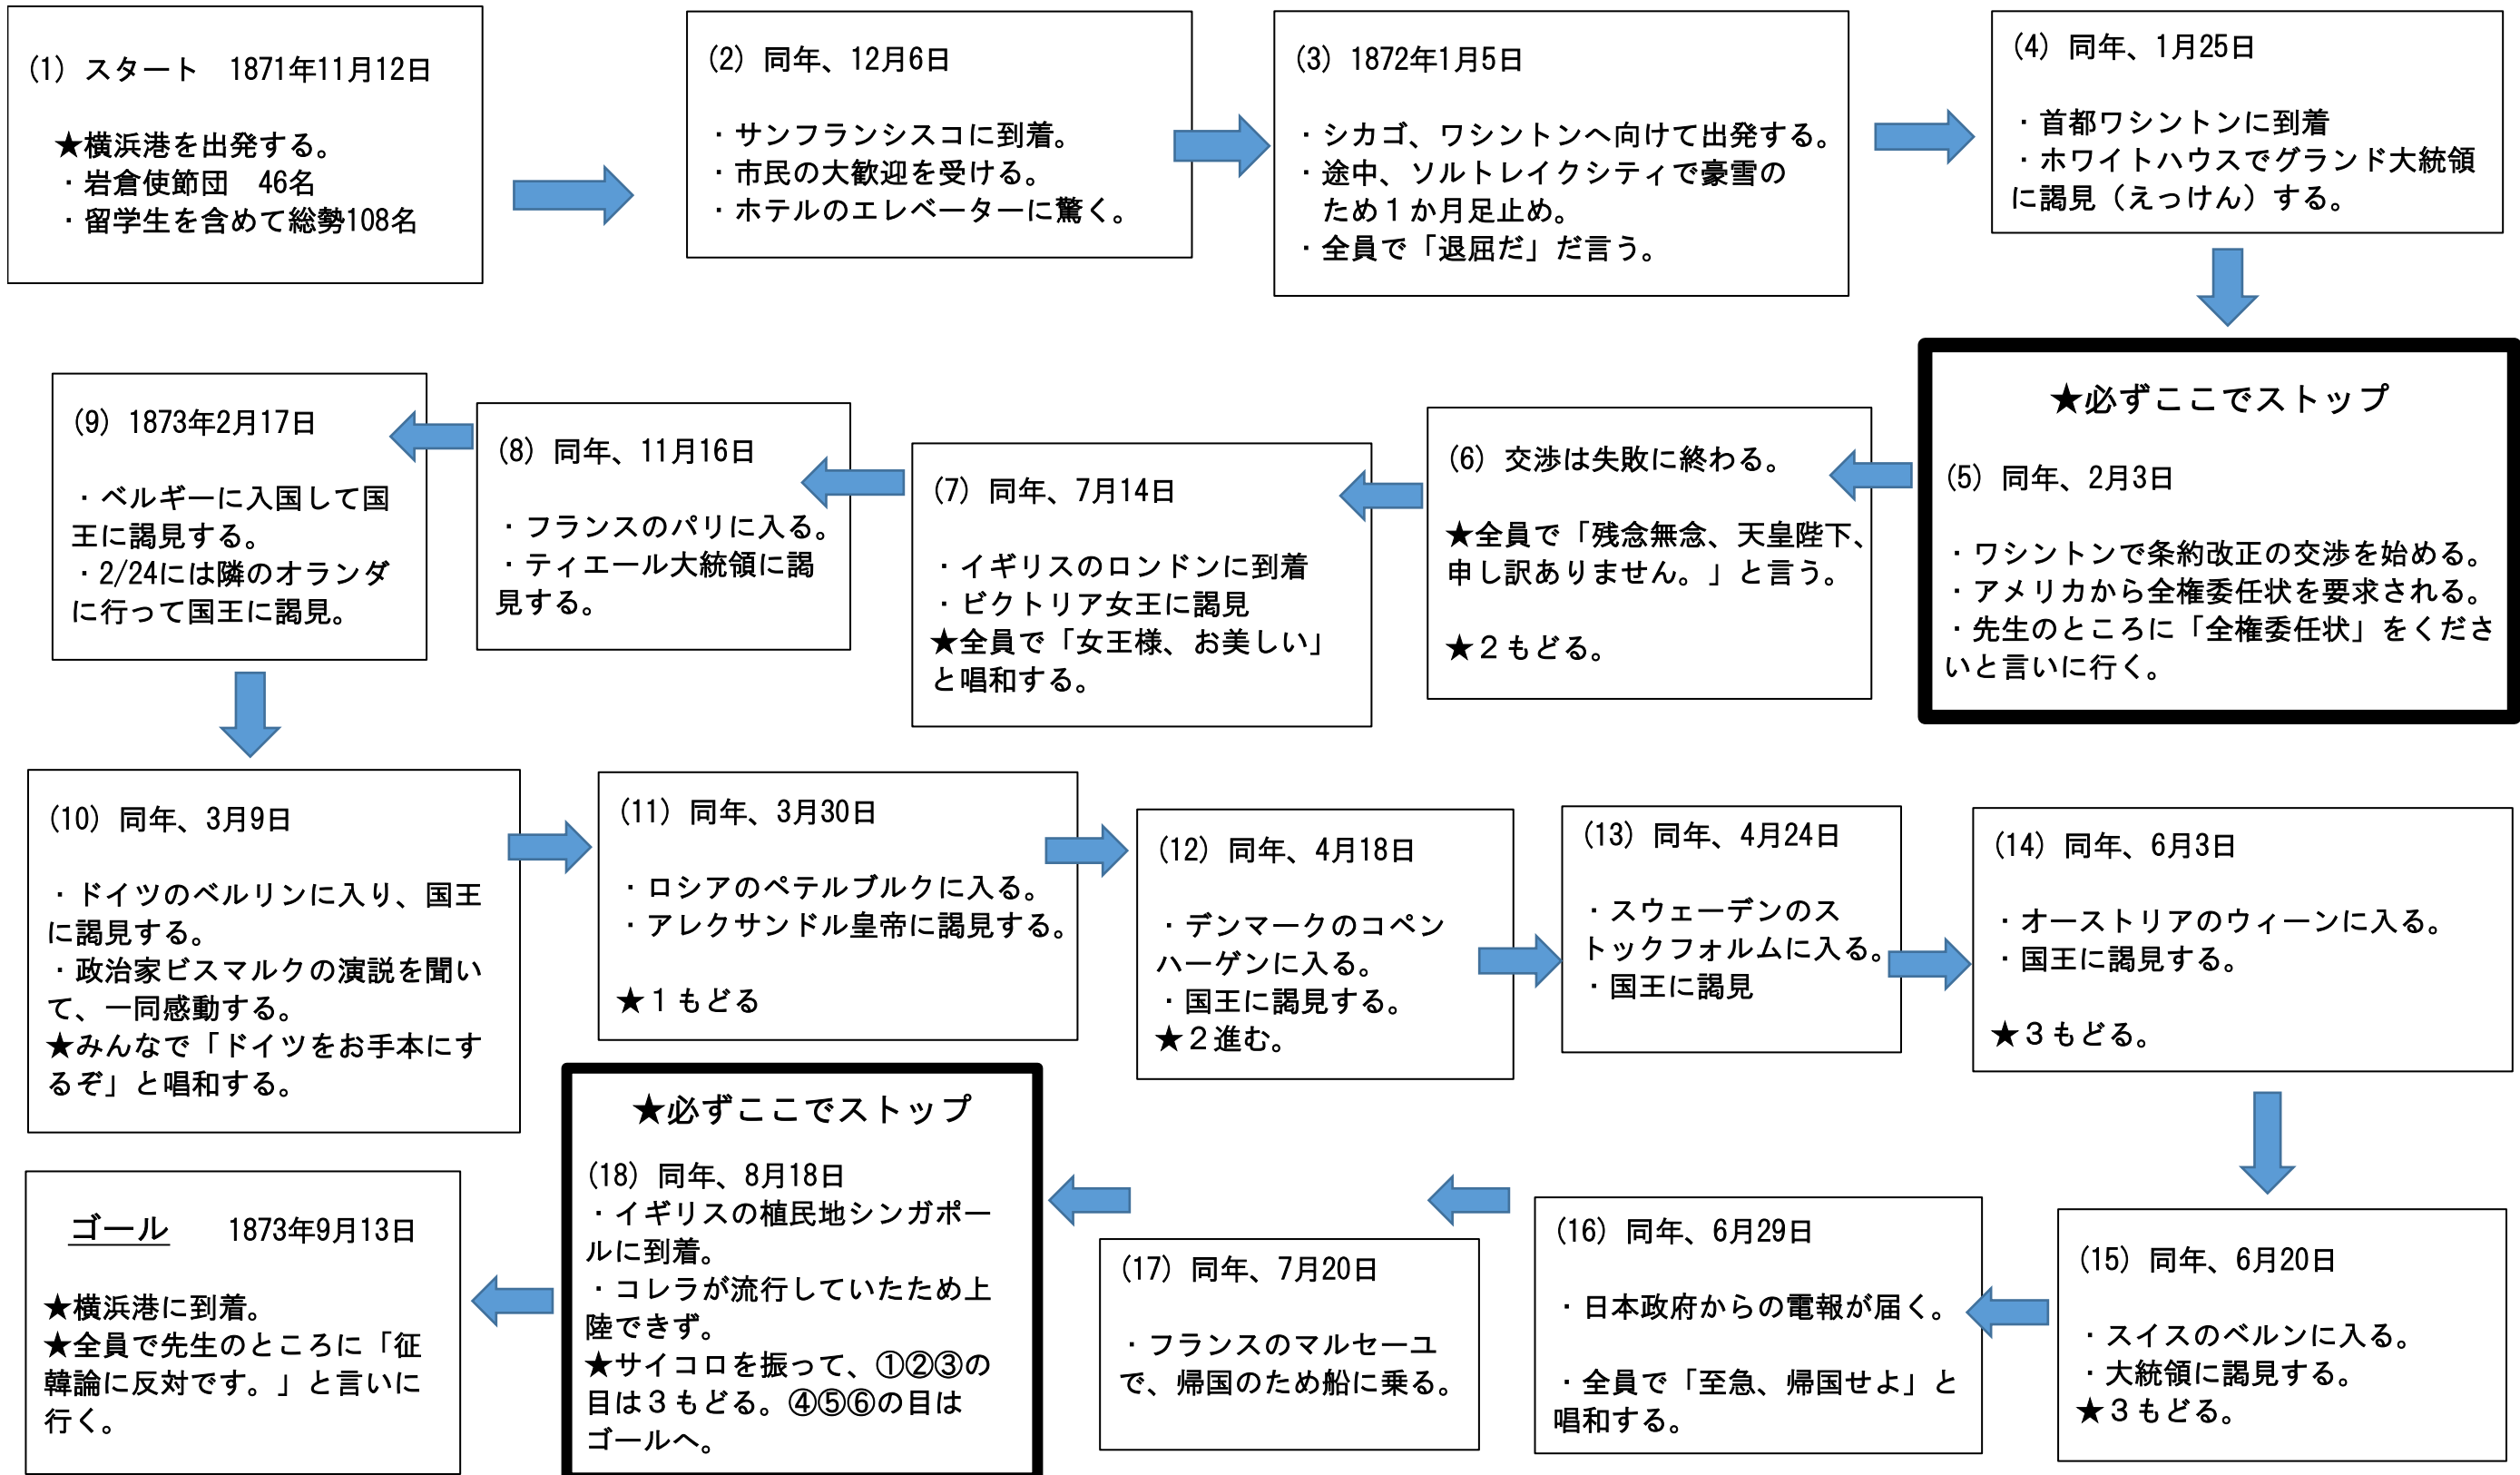 (1) スタート　1871年11月12日
★横浜港を出発する。
・岩倉使節団　46名
・留学生を含めて総勢108名
(2) 同年、12月6日
・サンフランシスコに到着。
・市民の大歓迎を受ける。
・ホテルのエレベーターに驚く。
(3) 1872年1月5日
・シカゴ、ワシントンへ向けて出発する。
・途中、ソルトレイクシティで豪雪の
ため１か月足止め。
・全員で「退屈だ」だ言う。
(4) 同年、1月25日
・首都ワシントンに到着
・ホワイトハウスでグランド大統領
に謁見（えっけん）する。
★必ずここでストップ
(5) 同年、2月3日
・ワシントンで条約改正の交渉を始める。
・アメリカから全権委任状を要求される。
・先生のところに「全権委任状」をくださ
いと言いに行く。
(6) 交渉は失敗に終わる。
★全員で「残念無念、天皇陛下、
申し訳ありません。」と言う。
★２もどる。
(7) 同年、7月14日
・イギリスのロンドンに到着
・ビクトリア女王に謁見
★全員で「女王様、お美しい」
と唱和する。
(8) 同年、11月16日
・フランスのパリに入る。
・ティエール大統領に謁
見する。
(9) 1873年2月17日
・ベルギーに入国して国
王に謁見する。
・2/24には隣のオランダ
に行って国王に謁見。
(10) 同年、3月9日
・ドイツのベルリンに入り、国王
に謁見する。
・政治家ビスマルクの演説を聞い
て、一同感動する。
★みんなで「ドイツをお手本にす
るぞ」と唱和する。
(11) 同年、3月30日
・ロシアのペテルブルクに入る。
・アレクサンドル皇帝に謁見する。
★１もどる
(12) 同年、4月18日
・デンマークのコペン
ハーゲンに入る。
・国王に謁見する。
★２進む。
(13) 同年、4月24日
・スウェーデンのス
トックフォルムに入る。
・国王に謁見
(14) 同年、6月3日
・オーストリアのウィーンに入る。
・国王に謁見する。
★３もどる。
(15) 同年、6月20日
・スイスのベルンに入る。
・大統領に謁見する。
★３もどる。
(16) 同年、6月29日
・日本政府からの電報が届く。
・全員で「至急、帰国せよ」と
唱和する。
(17) 同年、7月20日
・フランスのマルセーユ
で、帰国のため船に乗る。
★必ずここでストップ
(18) 同年、8月18日
・イギリスの植民地シンガポー
ルに到着。
・コレラが流行していたため上
陸できず。
★サイコロを振って、①②③の
目は３もどる。④⑤⑥の目は
ゴールへ。
ゴール　1873年9月13日
★横浜港に到着。
★全員で先生のところに「征
韓論に反対です。」と言いに
行く。